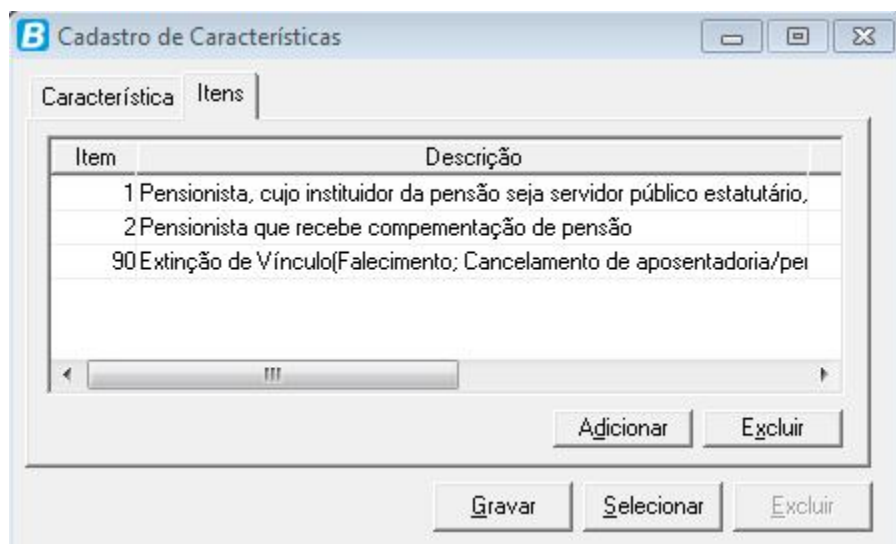 B Cadastro de Características
Característica Itens
Item Descrição
1 Pensionista, cujo instituidor da pensão seja servidor público estatutário,
2 Pensionista que recebe compementação de pensão
90 Extinção de Vínculo(Falecimento; Cancelamento de aposentadoria/pen
Adicionar Excluir
Gravar Selecionar Excluir